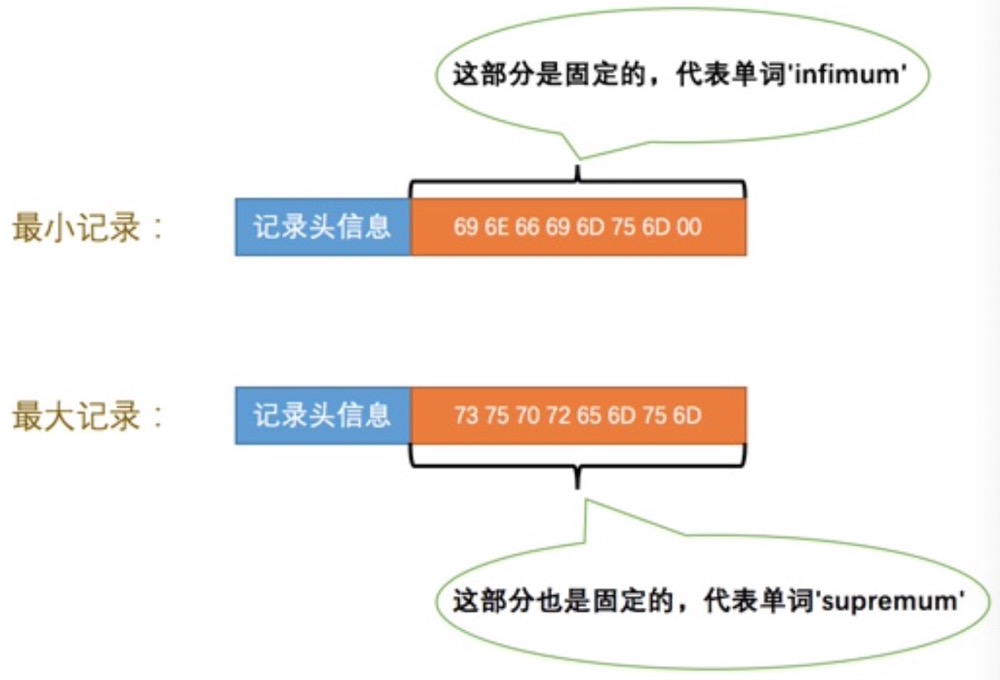 这部分是固定的，代表单词'infimum'
最小记录：
记录头信息
69 6E 66 69 6D 75 6D 00
最大记录：
记录头信息
73 75 70 72 65 6D 75 6D
这部分也是固定的，代表单词'supremum'